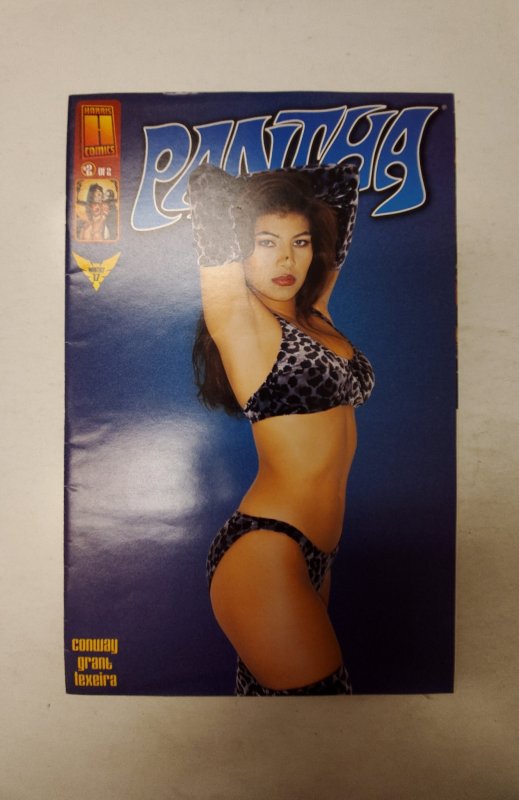 HARRIS
H
COMICS
#2 OF 2
PANTHA®
conway
grant
texeira